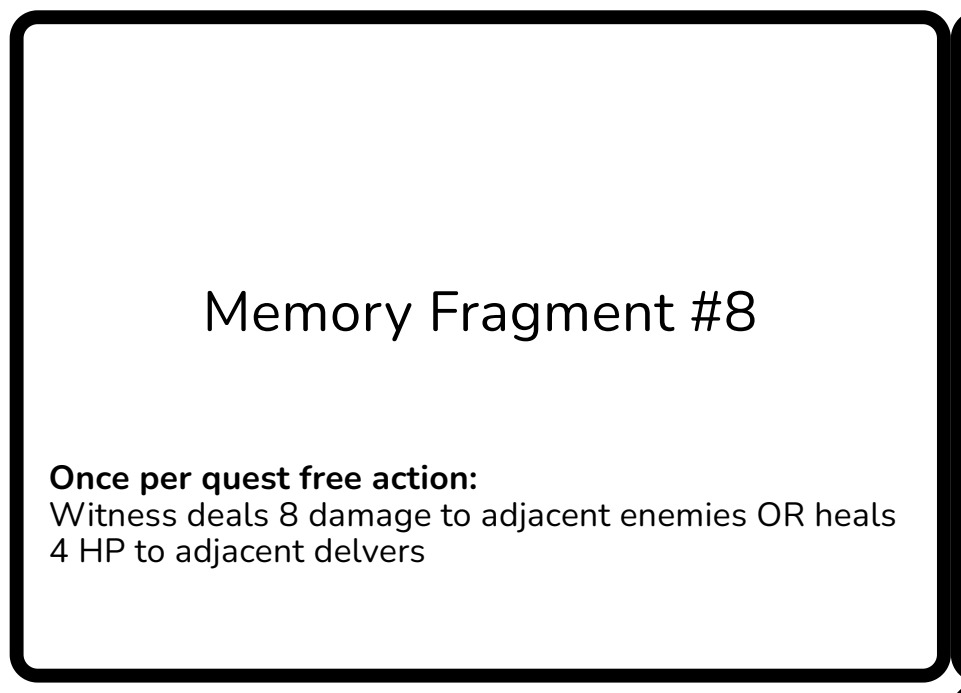 Memory Fragment #8
Once per quest free action:
Witness deals 8 damage to adjacent enemies OR heals
4 HP to adjacent delvers